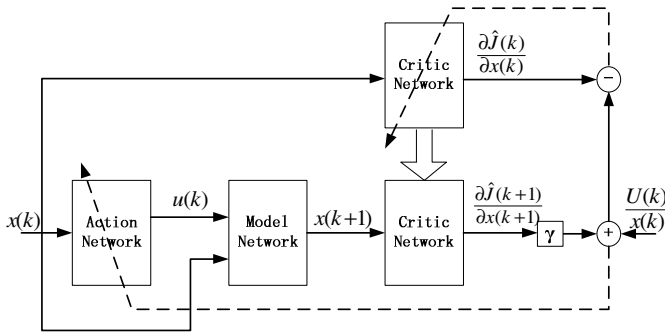 Critic
Network
∂Ĵ(k)
∂x(k)
−
x(k)
Action
Network
u(k)
Model
Network
x(k+1)
Critic
Network
∂Ĵ(k+1)
∂x(k+1)
γ
+
U(k)
x(k)